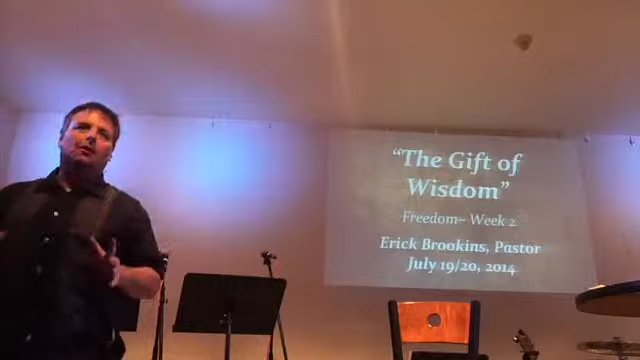 “The Gift of
Wisdom”
Freedom– Week 2
Erick Brookins, Pastor
July 19/20, 2014